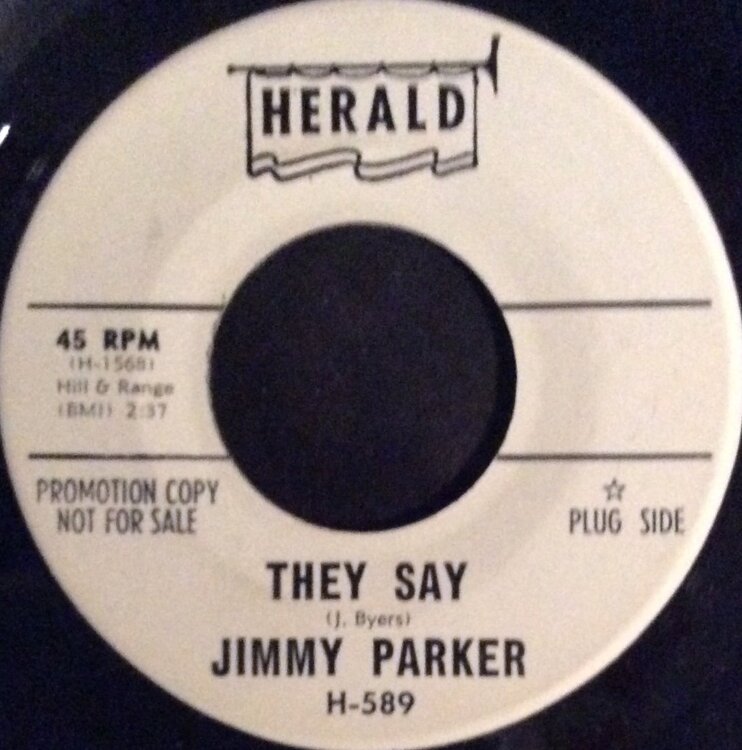 HERALD
45 RPM
(H-1568)
Hill & Range
(BMI) 2:37
PROMOTION COPY
NOT FOR SALE
☆
PLUG SIDE
THEY SAY
(J. Byers)
JIMMY PARKER
H-589